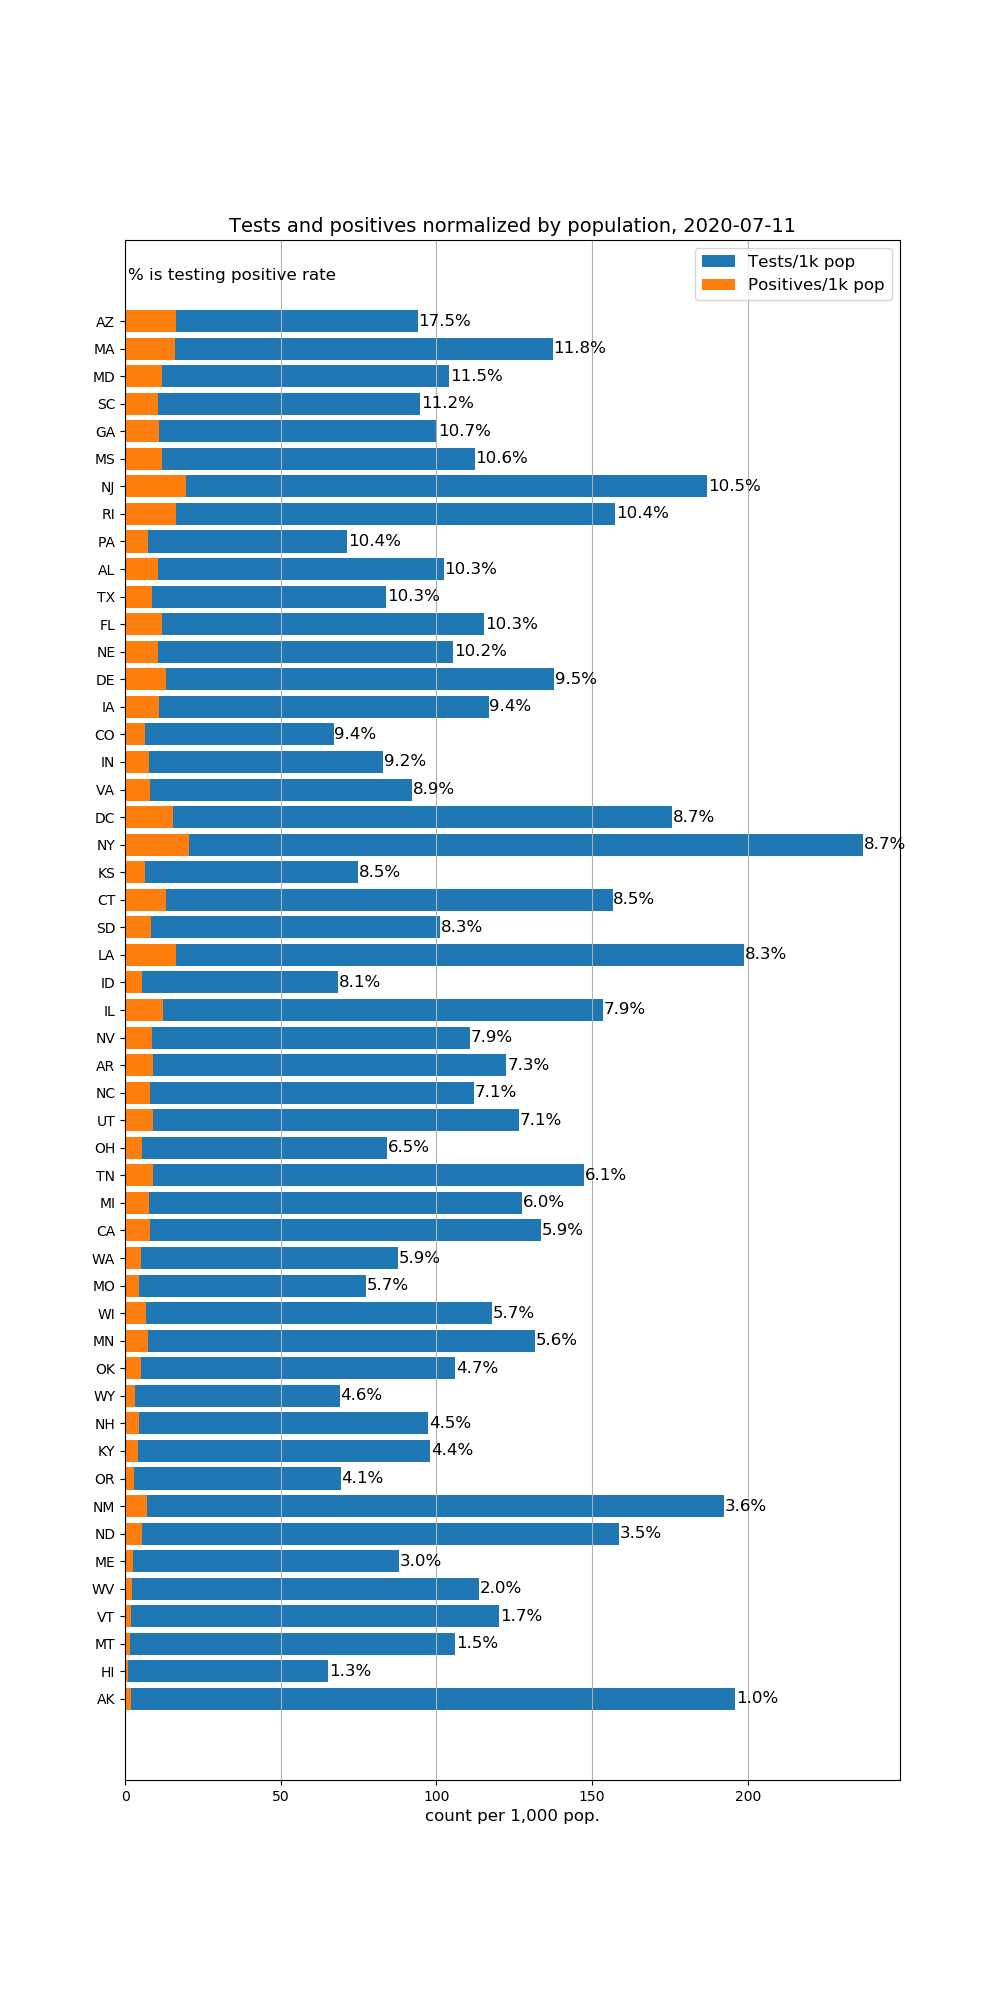 Tests and positives normalized by population, 2020-07-11
% is testing positive rate
Tests/1k pop
Positives/1k pop
AZ 17.5%
MA 11.8%
MD 11.5%
SC 11.2%
GA 10.7%
MS 10.6%
NJ 10.5%
RI 10.4%
PA 10.4%
AL 10.3%
TX 10.3%
FL 10.3%
NE 10.2%
DE 9.5%
IA 9.4%
CO 9.4%
IN 9.2%
VA 8.9%
DC 8.7%
NY 8.7%
KS 8.5%
CT 8.5%
SD 8.3%
LA 8.3%
ID 8.1%
IL 7.9%
NV 7.9%
AR 7.3%
NC 7.1%
UT 7.1%
OH 6.5%
TN 6.1%
MI 6.0%
CA 5.9%
WA 5.9%
MO 5.7%
WI 5.7%
MN 5.6%
OK 4.7%
WY 4.6%
NH 4.5%
KY 4.4%
OR 4.1%
NM 3.6%
ND 3.5%
ME 3.0%
WV 2.0%
VT 1.7%
MT 1.5%
HI 1.3%
AK 1.0%
0 50 100 150 200
count per 1,000 pop.